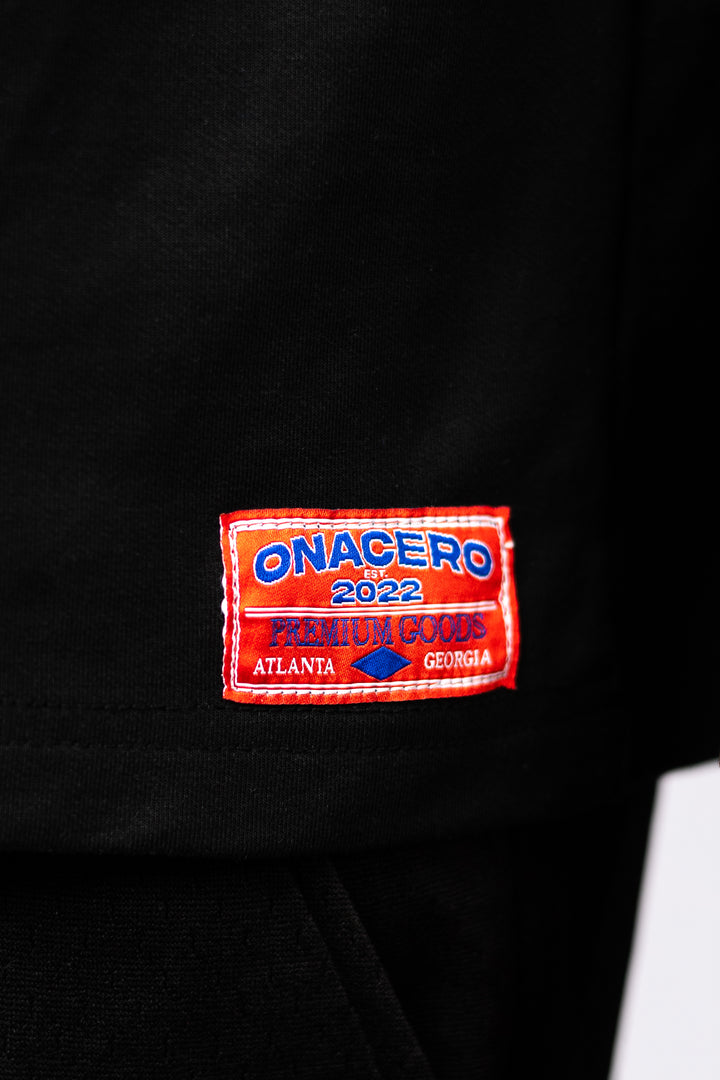 ONACERO
EST.
2022
PREMIUM GOODS
ATLANTA GEORGIA